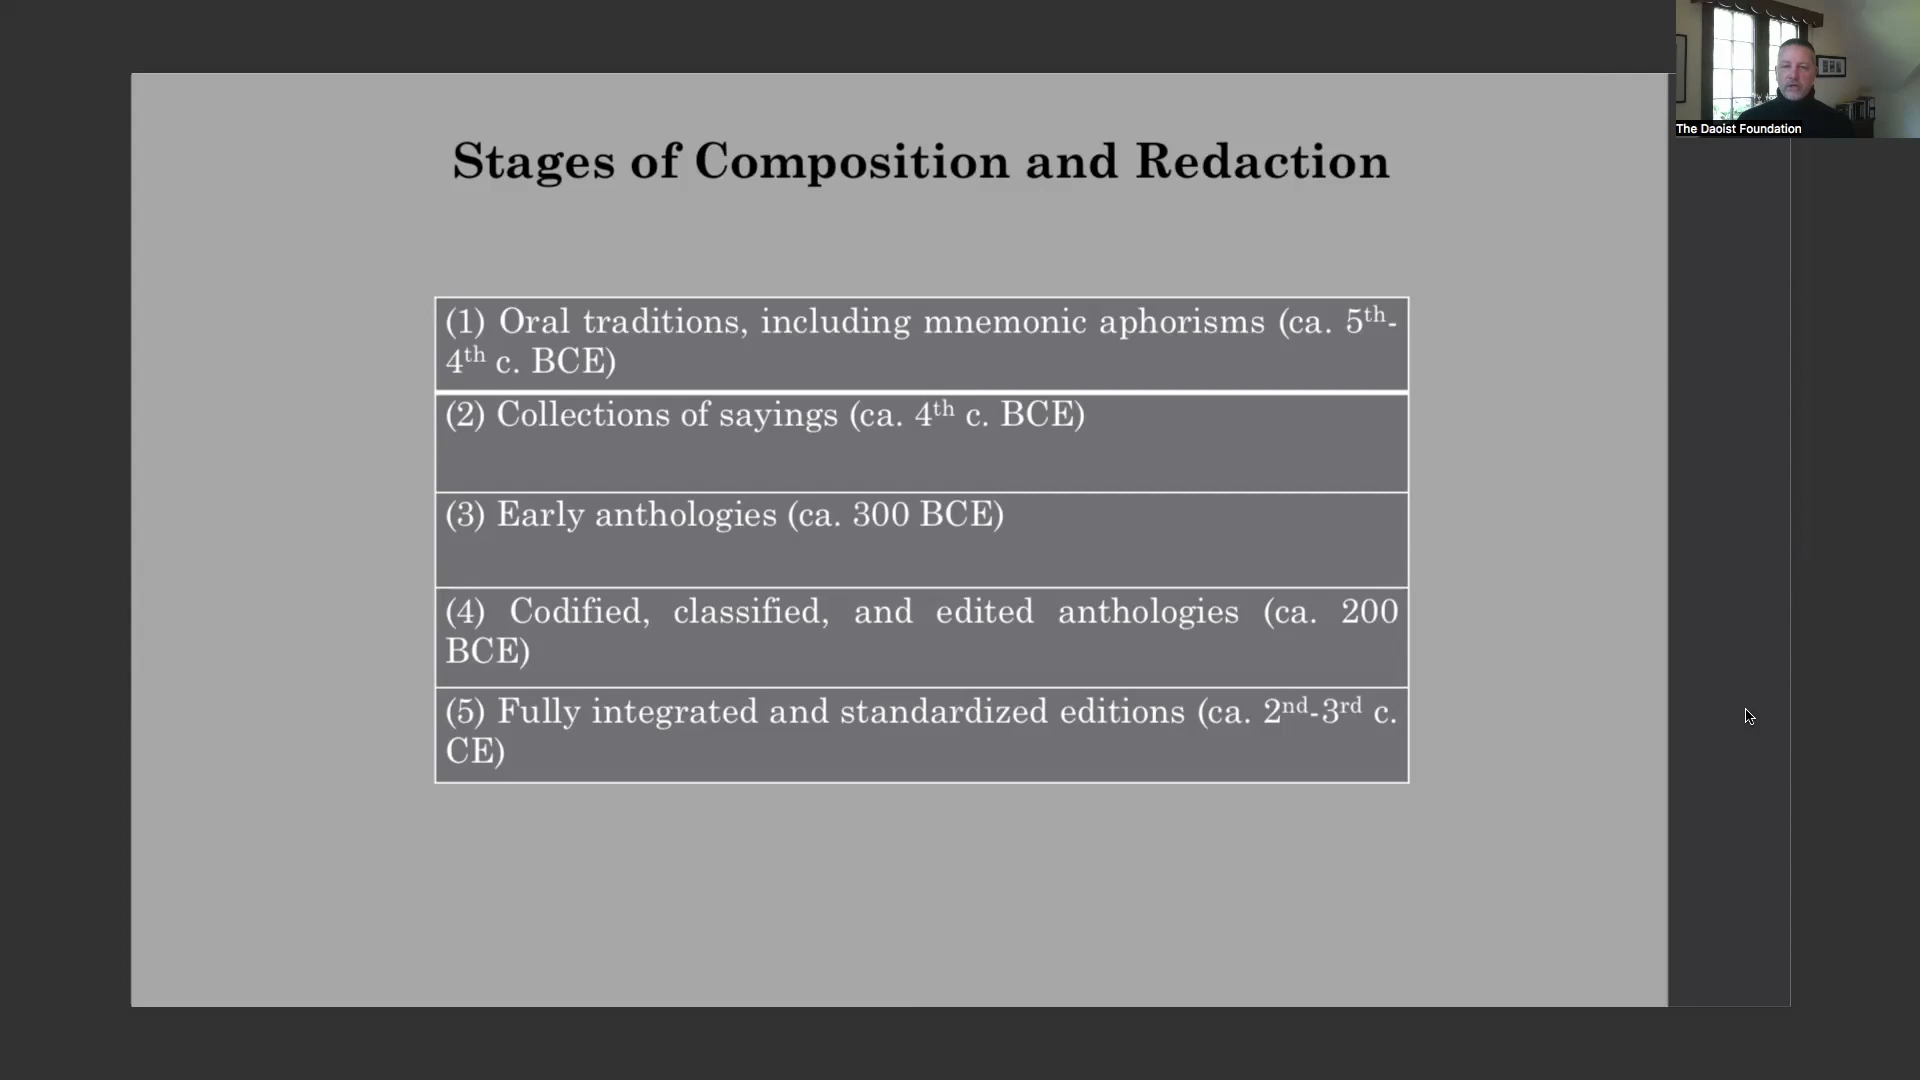 The Daoist Foundation
Stages of Composition and Redaction
(1) Oral traditions, including mnemonic aphorisms (ca. 5th-
4th c. BCE)
(2) Collections of sayings (ca. 4th c. BCE)
(3) Early anthologies (ca. 300 BCE)
(4) Codified, classified, and edited anthologies (ca. 200
BCE)
(5) Fully integrated and standardized editions (ca. 2nd-3rd c.
CE)